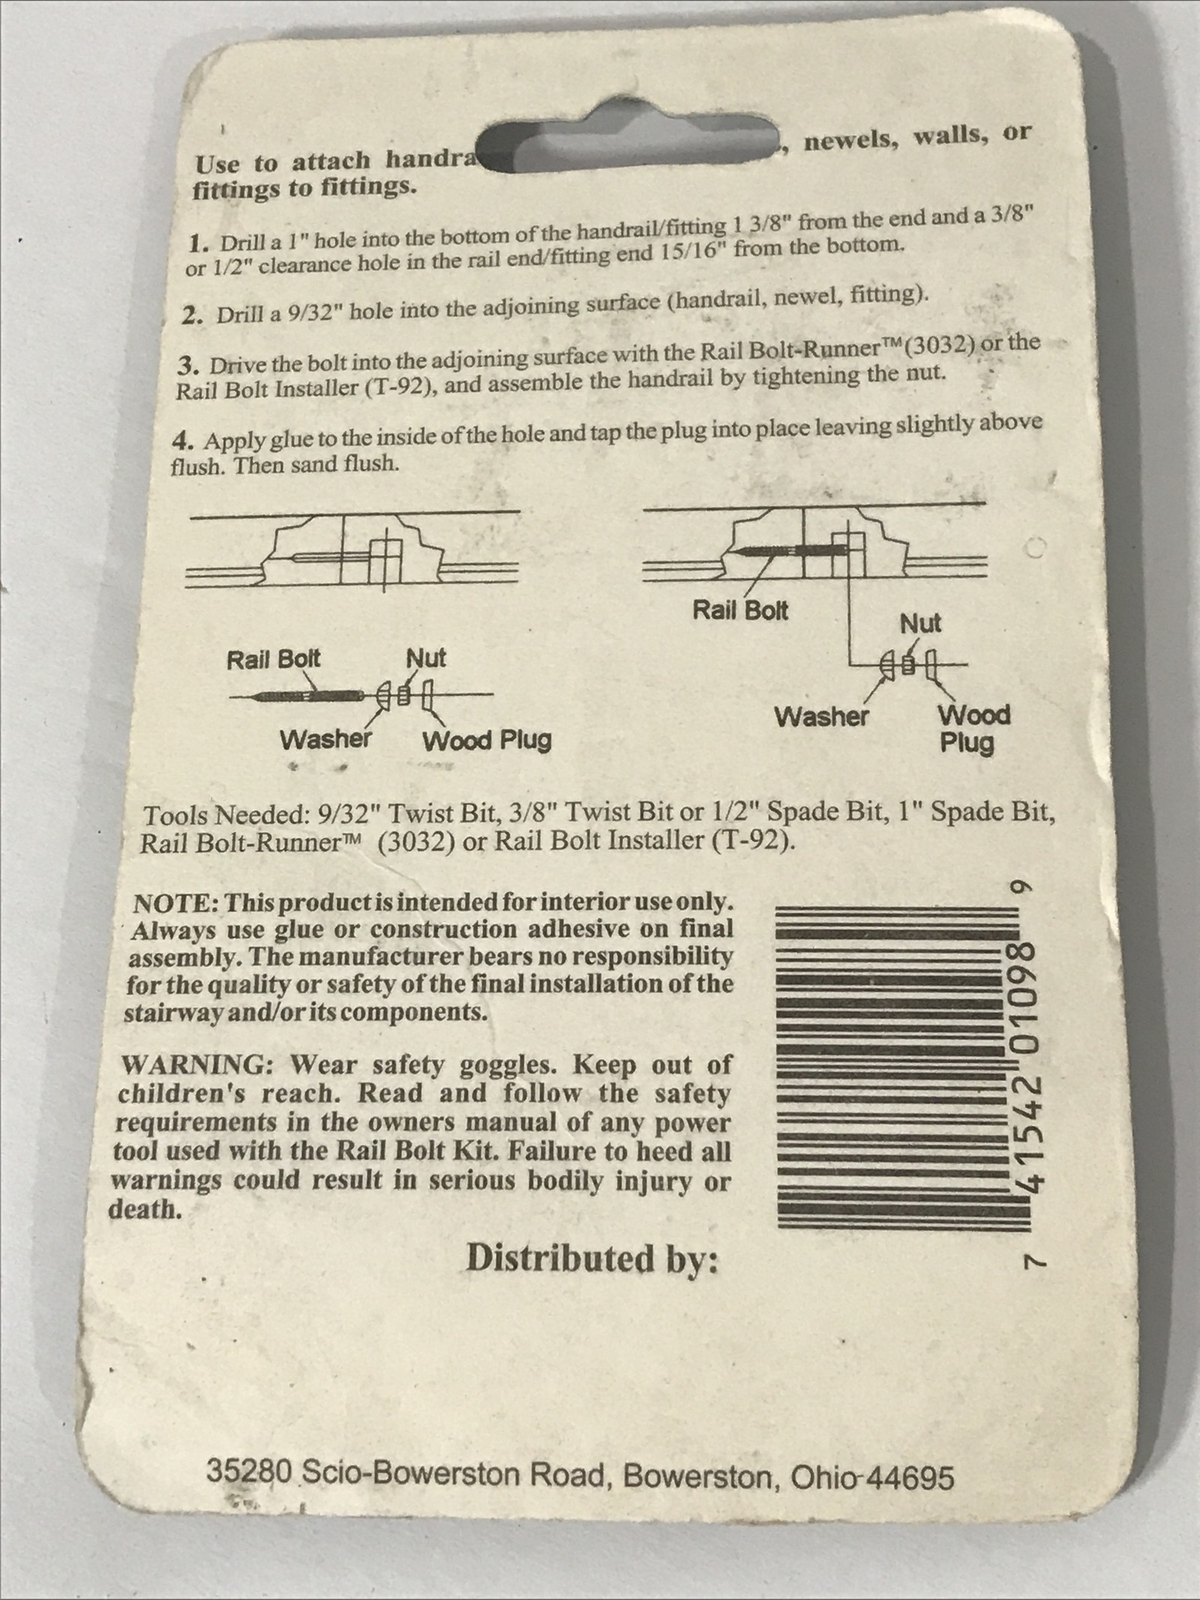 Use to attach handra , newels, walls, or
fittings to fittings.
1. Drill a 1" hole into the bottom of the handrail/fitting 1 3/8" from the end and a 3/8"
or 1/2" clearance hole in the rail end/fitting end 15/16" from the bottom.
2. Drill a 9/32" hole into the adjoining surface (handrail, newel, fitting).
3. Drive the bolt into the adjoining surface with the Rail Bolt-Runner™(3032) or the
Rail Bolt Installer (T-92), and assemble the handrail by tightening the nut.
4. Apply glue to the inside of the hole and tap the plug into place leaving slightly above
flush. Then sand flush.
Rail Bolt
Nut
Washer
Wood Plug
Rail Bolt
Nut
Washer
Wood
Plug
Tools Needed: 9/32" Twist Bit, 3/8" Twist Bit or 1/2" Spade Bit, 1" Spade Bit,
Rail Bolt-Runner™ (3032) or Rail Bolt Installer (T-92).
NOTE: This product is intended for interior use only.
Always use glue or construction adhesive on final
assembly. The manufacturer bears no responsibility
for the quality or safety of the final installation of the
stairway and/or its components.
WARNING: Wear safety goggles. Keep out of
children's reach. Read and follow the safety
requirements in the owners manual of any power
tool used with the Rail Bolt Kit. Failure to heed all
warnings could result in serious bodily injury or
death.
7 41542 01098 9
Distributed by:
35280 Scio-Bowerston Road, Bowerston, Ohio 44695